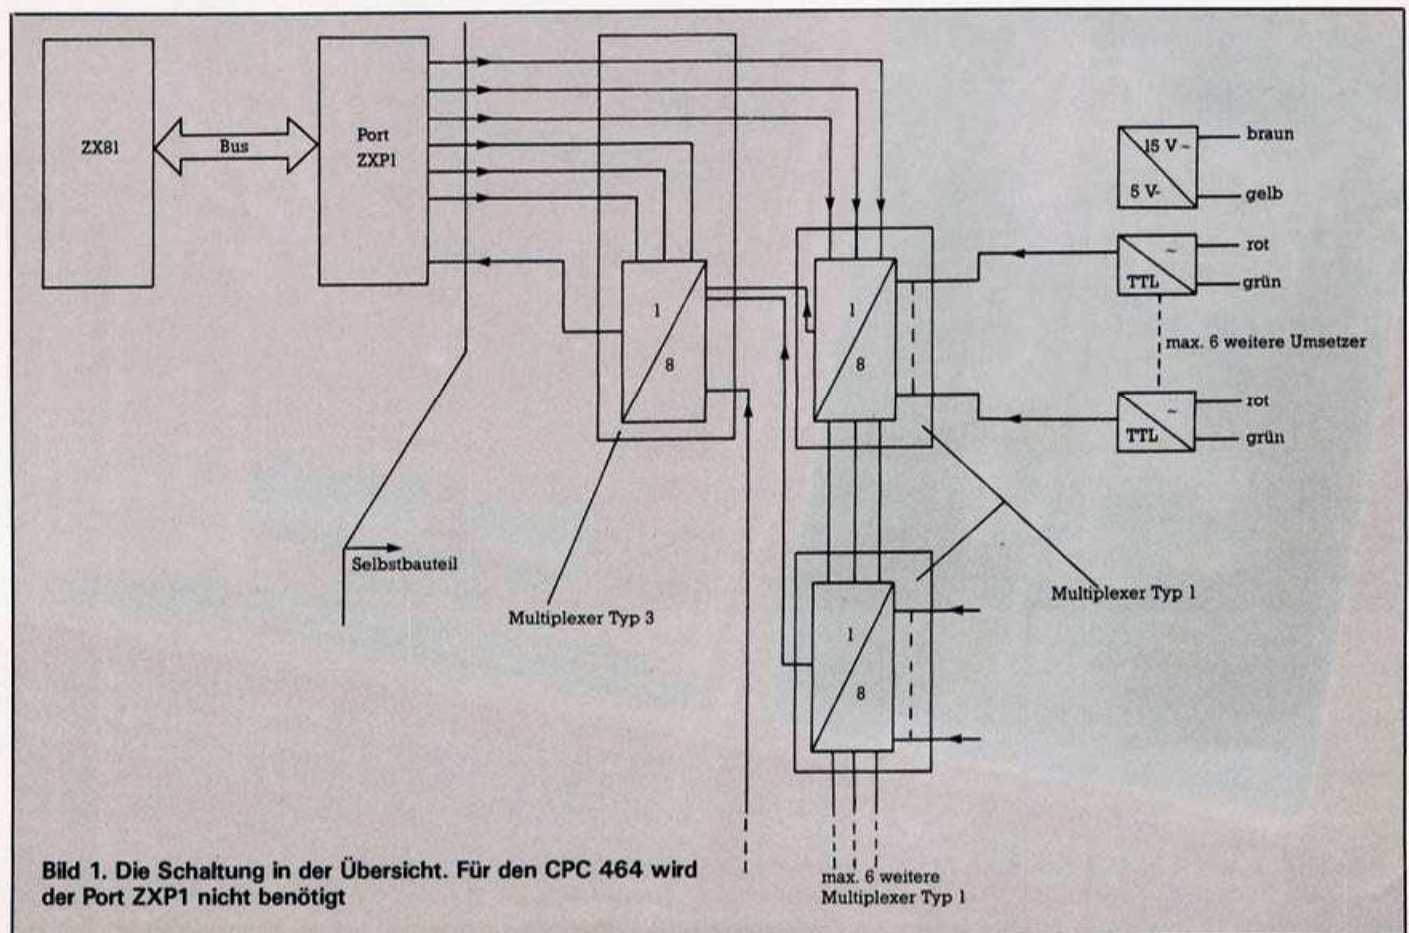 ZX81
Bus
Port
ZXP1
15 V ~
5 V-
braun
gelb
~
TTL
rot
grün
max. 6 weitere Umsetzer
~
TTL
rot
grün
1
8
1
8
Selbstbauteil
Multiplexer Typ 3
Multiplexer Typ 1
1
8
Bild 1. Die Schaltung in der Übersicht. Für den CPC 464 wird
der Port ZXP1 nicht benötigt
max. 6 weitere
Multiplexer Typ 1